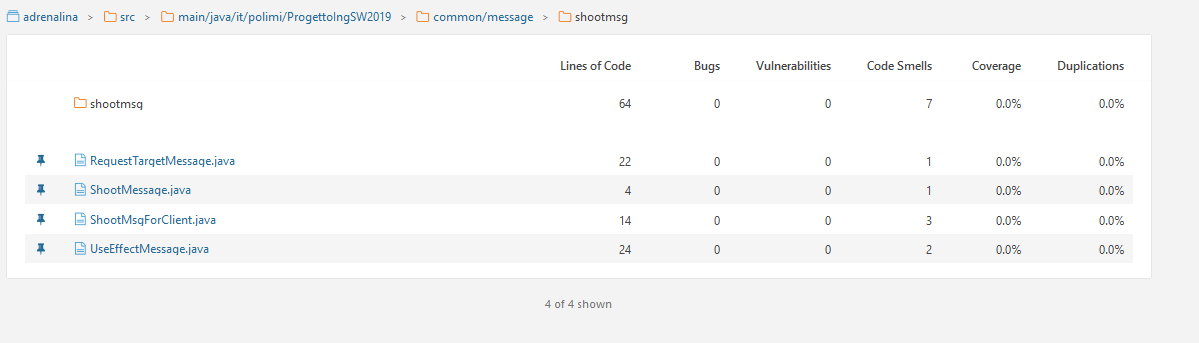 adrenalina > src > main/java/it/polimi/ProgettoIngSW2019 > common/message > shootmsg
Lines of Code Bugs Vulnerabilities Code Smells Coverage Duplications
shootmsg 64 0 0 7 0.0% 0.0%
RequestTargetMessage.java 22 0 0 1 0.0% 0.0%
ShootMessage.java 4 0 0 1 0.0% 0.0%
ShootMsgForClient.java 14 0 0 3 0.0% 0.0%
UseEffectMessage.java 24 0 0 2 0.0% 0.0%
4 of 4 shown